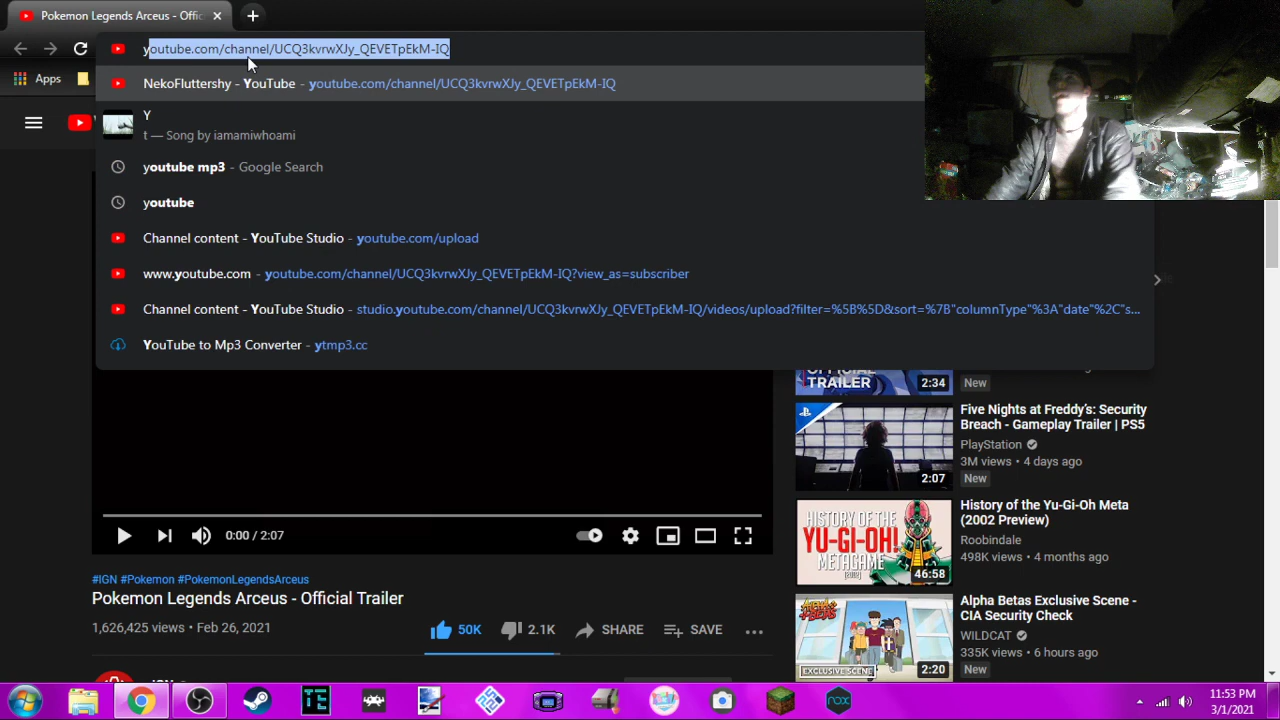 Pokemon Legends Arceus - Offic
youtube.com/channel/UCQ3kvrwXJy_QEVETpEkM-IQ
Apps
NekoFluttershy - YouTube - youtube.com/channel/UCQ3kvrwXJy_QEVETpEkM-IQ
Y
t — Song by iamamiwhoami
youtube mp3 - Google Search
youtube
Channel content - YouTube Studio - youtube.com/upload
www.youtube.com - youtube.com/channel/UCQ3kvrwXJy_QEVETpEkM-IQ?view_as=subscriber
Channel content - YouTube Studio - studio.youtube.com/channel/UCQ3kvrwXJy_QEVETpEkM-IQ/videos/upload?filter=%5B%5D&sort=%7B"columnType"%3A"date"%2C"s...
YouTube to Mp3 Converter - ytmp3.cc
OFFICIAL
TRAILER
2:34
New
Five Nights at Freddy's: Security
Breach - Gameplay Trailer | PS5
PlayStation
3M views • 4 days ago
2:07
New
HISTORY OF THE
YU-GI-OH!
METAGAME
46:58
History of the Yu-Gi-Oh Meta
(2002 Preview)
Roobindale
498K views • 4 months ago
0:00 / 2:07
#IGN #Pokemon #PokemonLegendsArceus
Pokemon Legends Arceus - Official Trailer
1,626,425 views • Feb 26, 2021
50K
2.1K
SHARE
SAVE
EXCLUSIVE SCENE
2:20
Alpha Betas Exclusive Scene -
CIA Security Check
WILDCAT
335K views • 6 hours ago
New
TE
nox
11:53 PM
3/1/2021